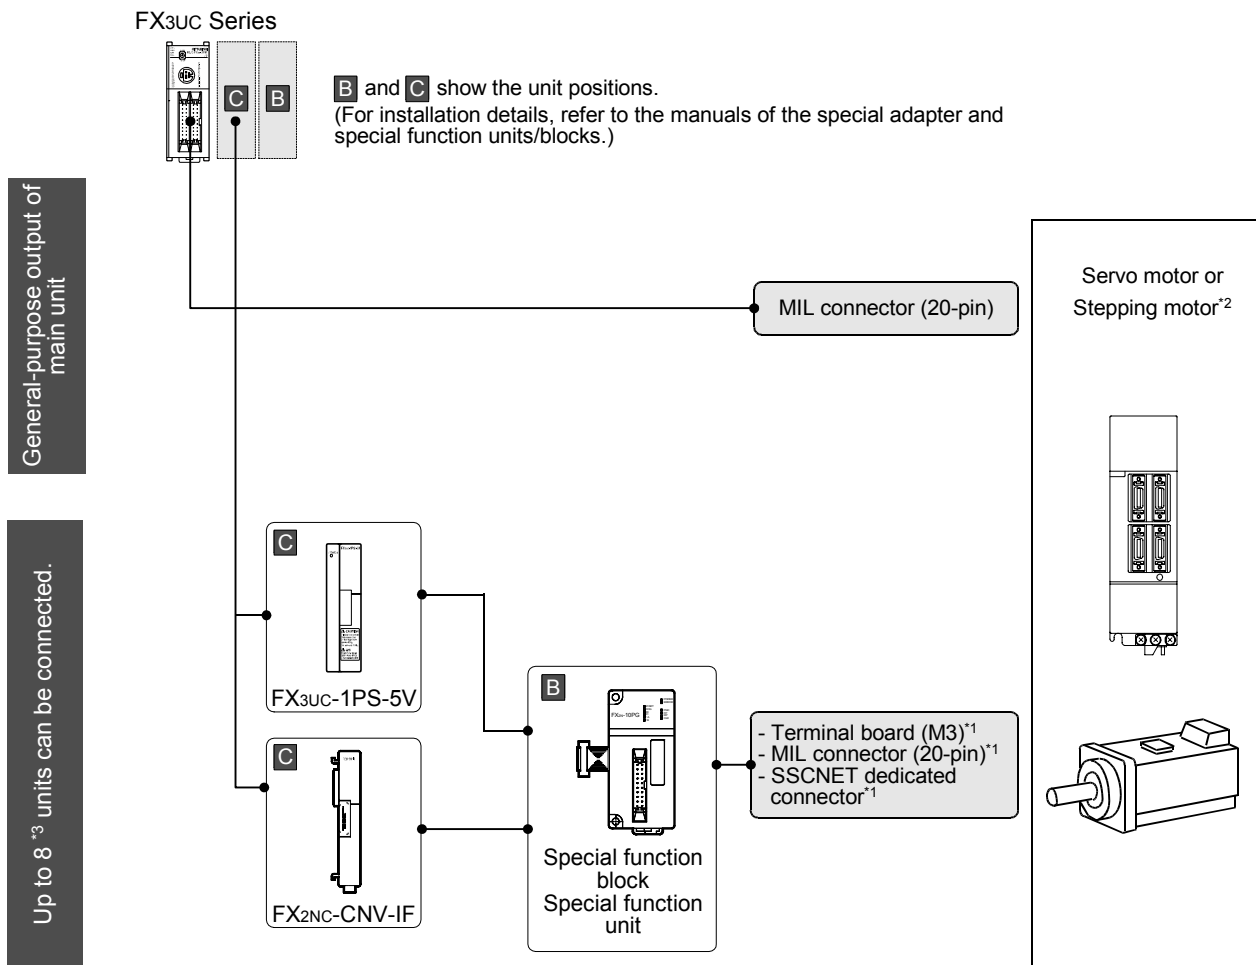 FX3UC Series
C
B
B and C show the unit positions.
(For installation details, refer to the manuals of the special adapter and
special function units/blocks.)
General-purpose output of
main unit
MIL connector (20-pin)
Servo motor or
Stepping motor*2
Up to 8 *3 units can be connected.
C
FX3UC-1PS-5V
C
FX2NC-CNV-IF
B
FX2N-10PG
Special function
block
Special function
unit
- Terminal board (M3)*1
- MIL connector (20-pin)*1
- SSCNET dedicated
connector*1